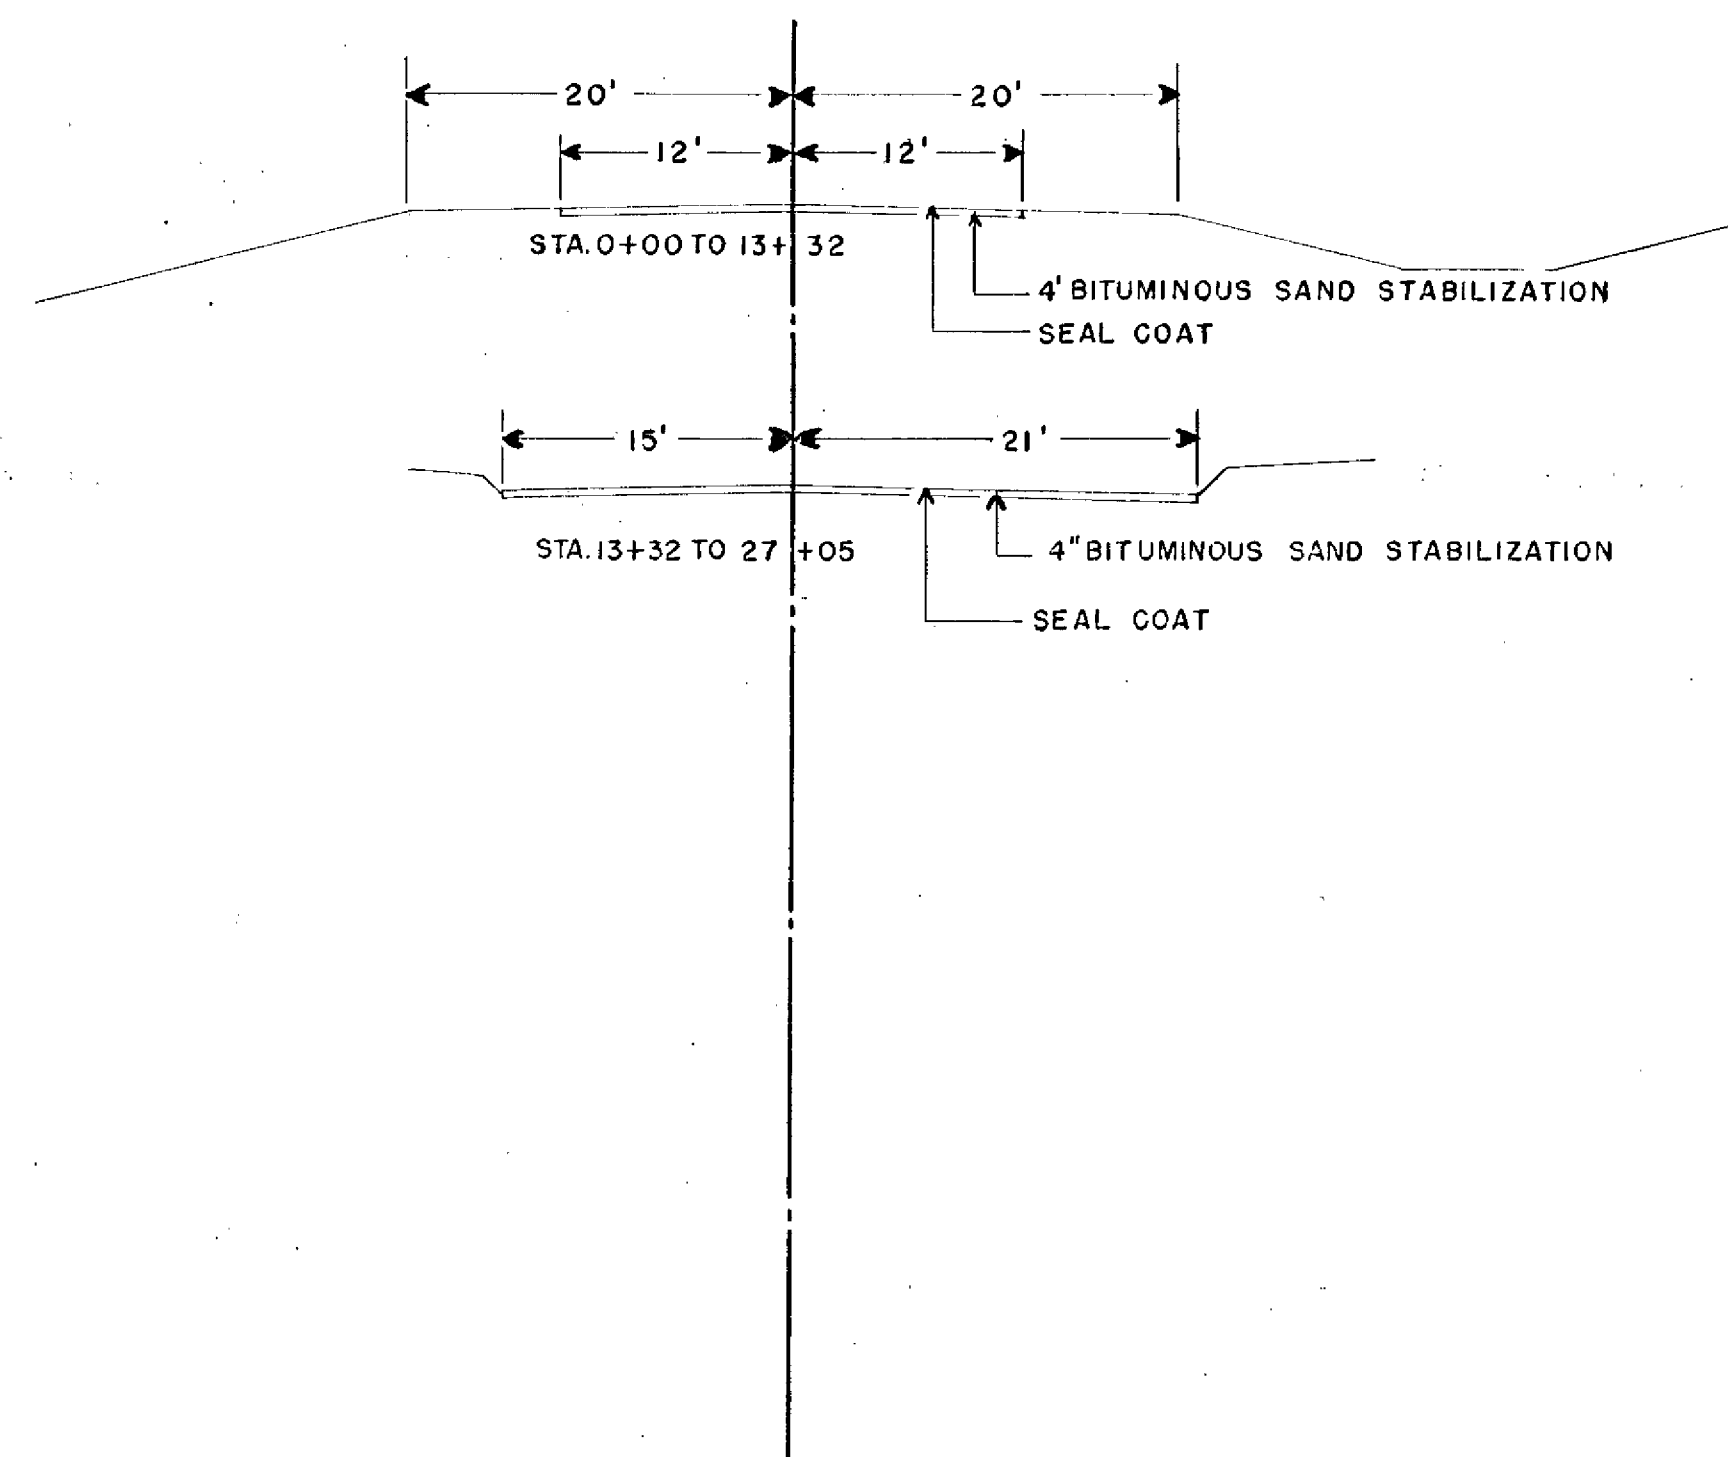 20' 20'
12' 12'
STA. 0+00 TO 13+32
4' BITUMINOUS SAND STABILIZATION
SEAL COAT
15' 21'
STA. 13+32 TO 27+05
4" BITUMINOUS SAND STABILIZATION
SEAL COAT